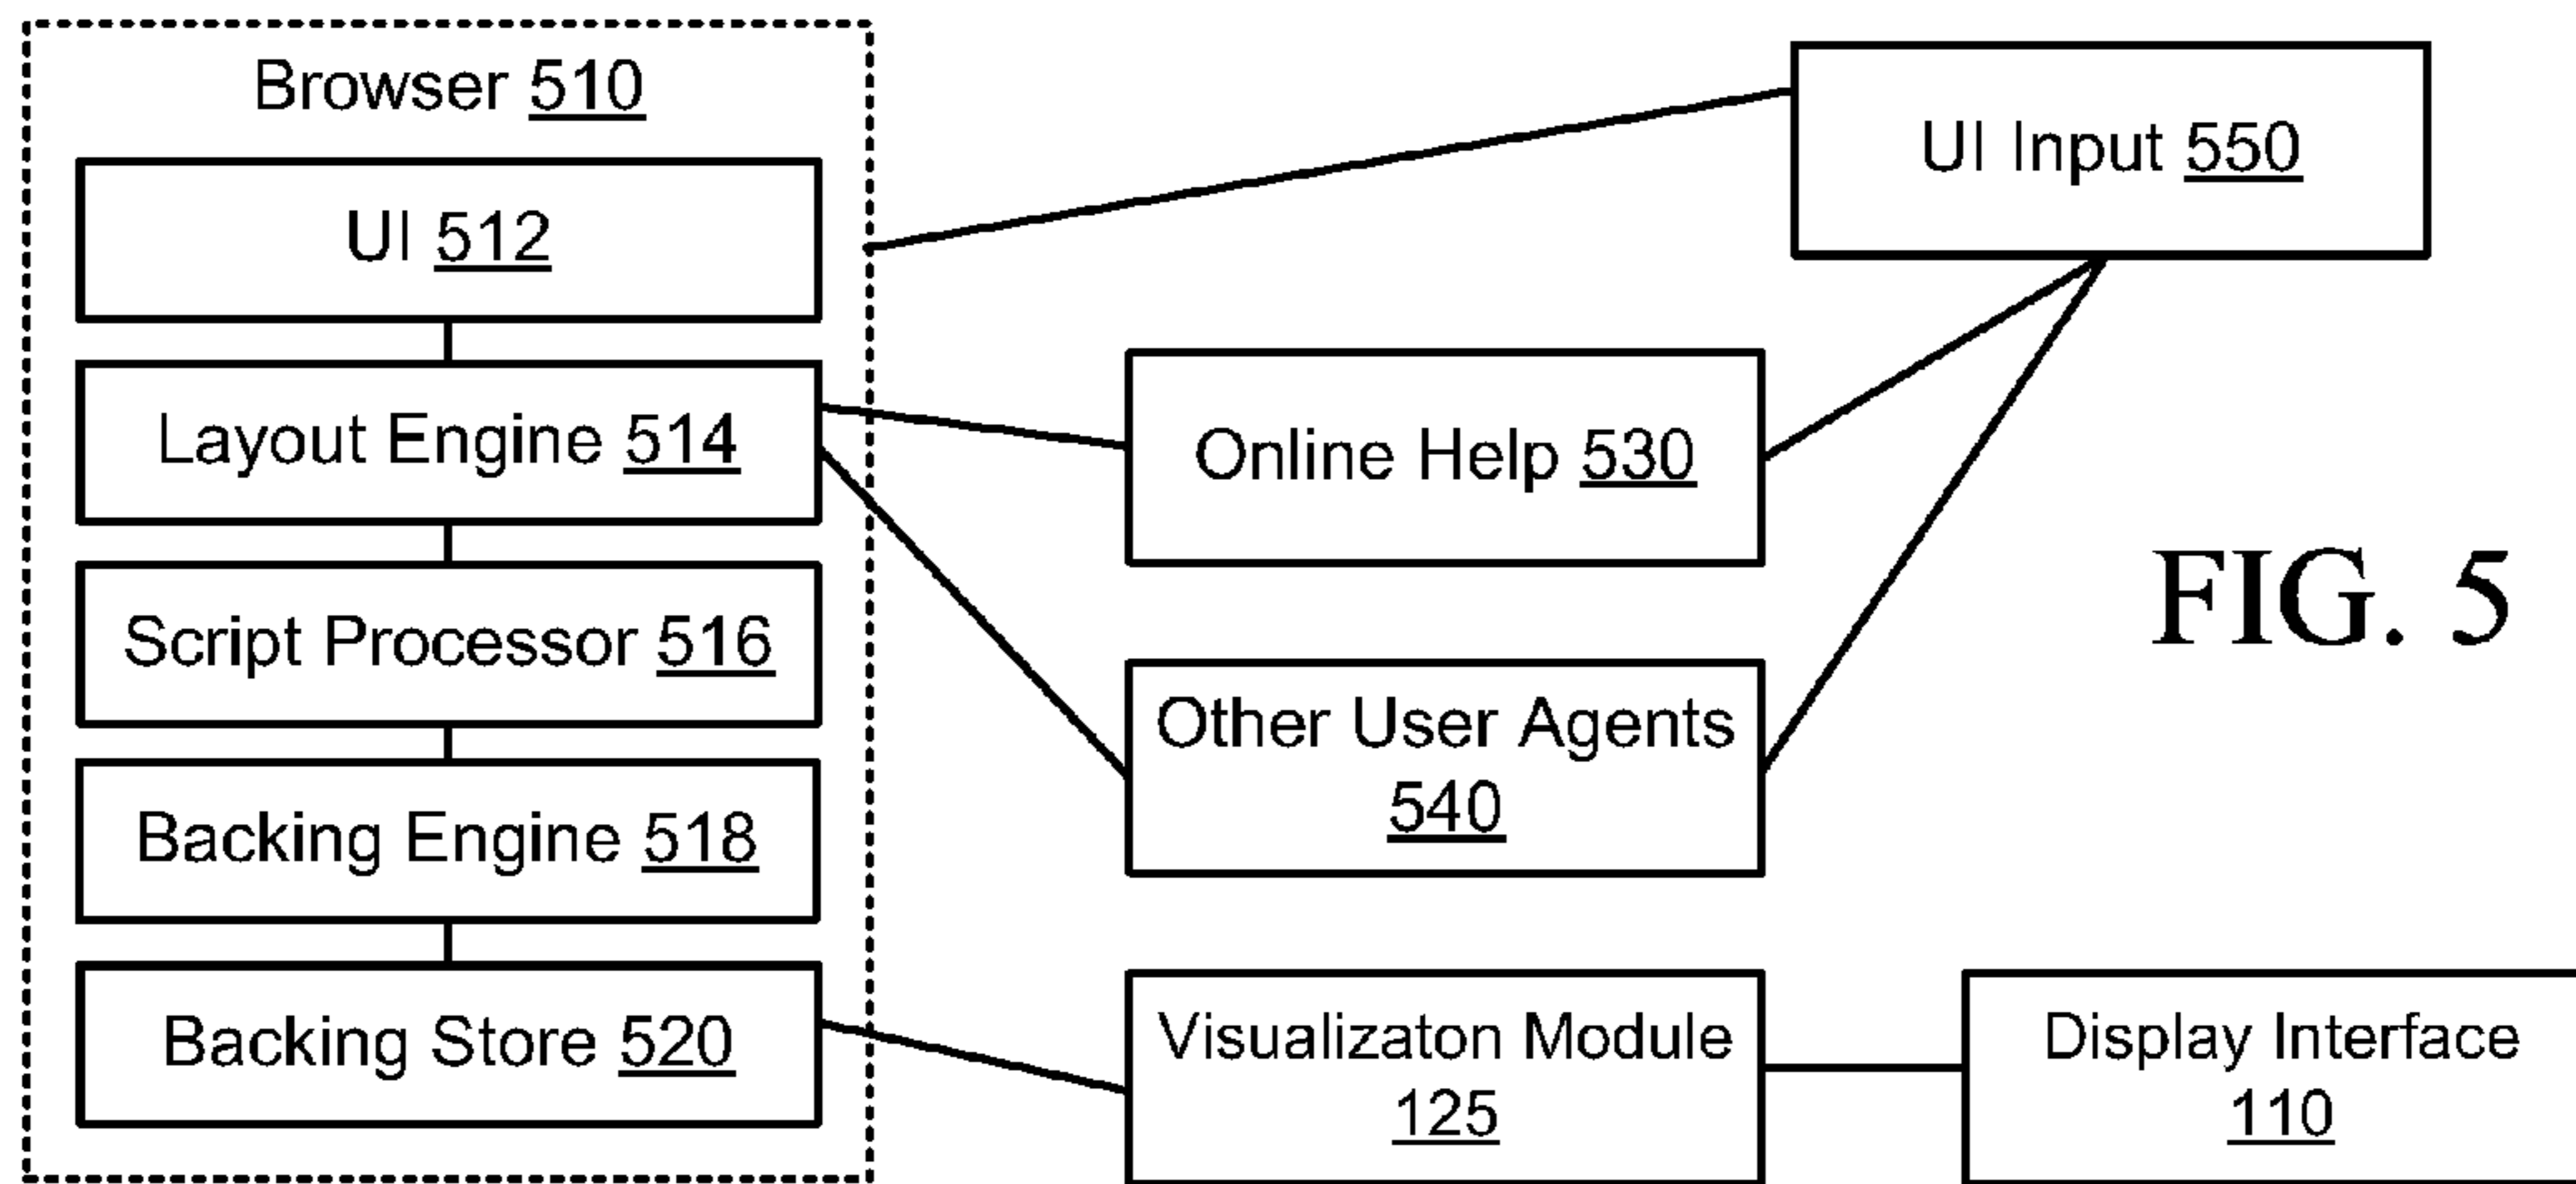 Browser 510
UI 512
Layout Engine 514
Script Processor 516
Backing Engine 518
Backing Store 520
UI Input 550
Online Help 530
Other User Agents
540
Visualizaton Module
125
Display Interface
110
FIG. 5